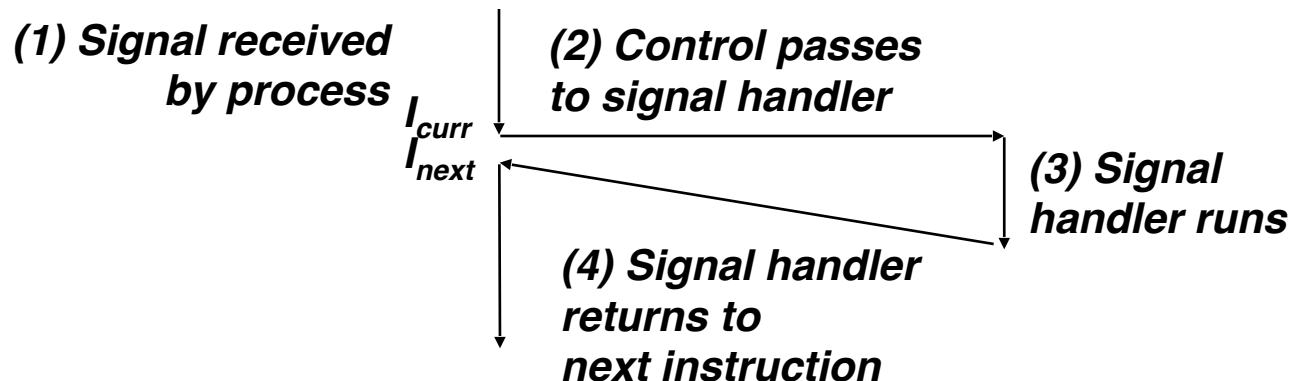 (1) Signal received
by process
(2) Control passes
to signal handler
I_curr
I_next
(3) Signal
handler runs
(4) Signal handler
returns to
next instruction